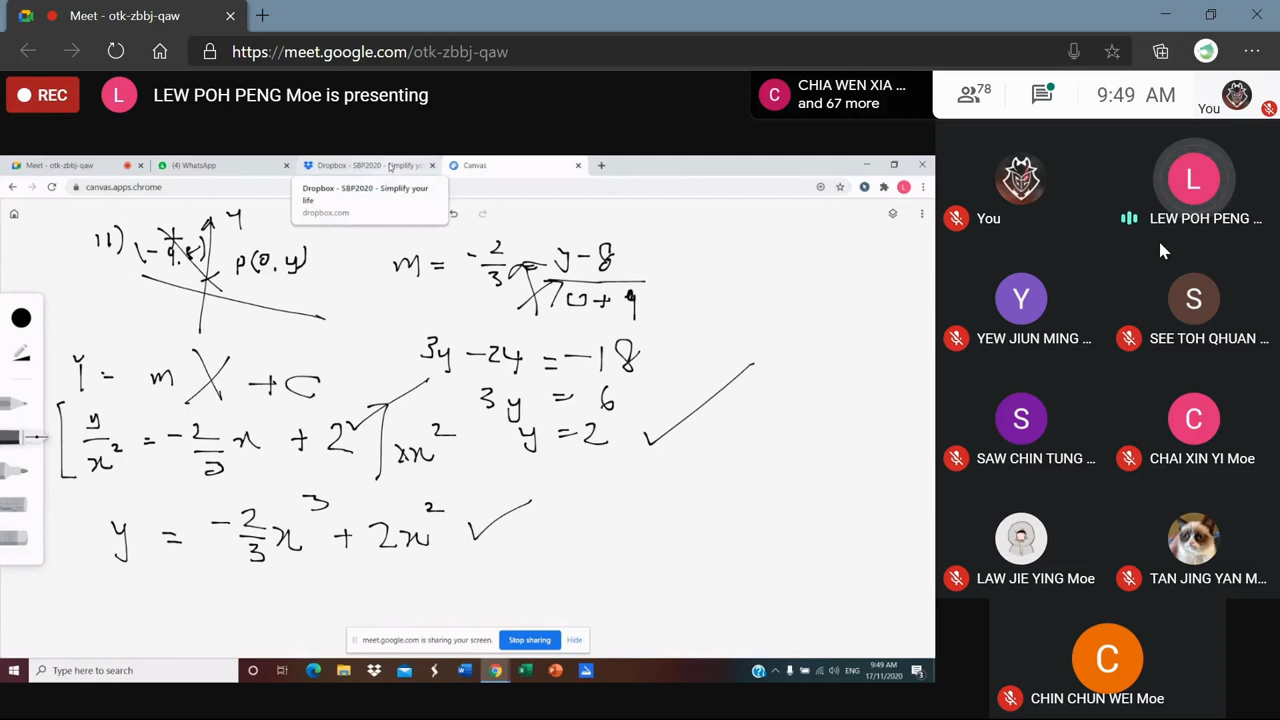 Meet - otk-zbbj-qaw
https://meet.google.com/otk-zbbj-qaw
REC
L
LEW POH PENG Moe is presenting
C
CHIA WEN XIA ...
and 67 more
78
9:49 AM
You
Meet - otk-zbbj-qaw
(4) WhatsApp
Dropbox - SBP2020 - Simplify yo
Canvas
canvas.apps.chrome
L
Dropbox - SBP2020 - Simplify your
life
dropbox.com
11)
y
P(0, y)
m = -2/3 = y - 8 / 0 + 9
3y - 24 = -18
3y = 6
y = 2
Y = mX + C
[ y/x² = -2/3 x + 2 ] × x²
y = -2/3 x³ + 2x²
You
L
LEW POH PENG ...
Y
YEW JIUN MING ...
S
SEE TOH QHUAN ...
S
SAW CHIN TUNG ...
C
CHAI XIN YI Moe
LAW JIE YING Moe
TAN JING YAN M...
C
CHIN CHUN WEI Moe
meet.google.com is sharing your screen.
Stop sharing
Hide
Type here to search
ENG
9:49 AM
17/11/2020